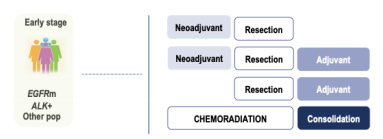 Early stage
EGFRm
ALK+
Other pop
Neoadjuvant Resection
Neoadjuvant Resection Adjuvant
Resection Adjuvant
CHEMORADIATION Consolidation